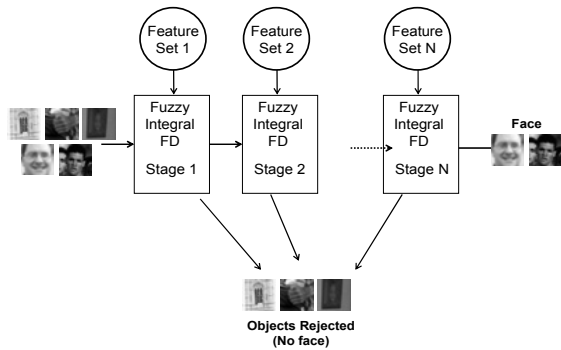 Feature
Set 1
Feature
Set 2
Feature
Set N
Fuzzy
Integral
FD
Stage 1
Fuzzy
Integral
FD
Stage 2
Fuzzy
Integral
FD
Stage N
Face
Objects Rejected
(No face)